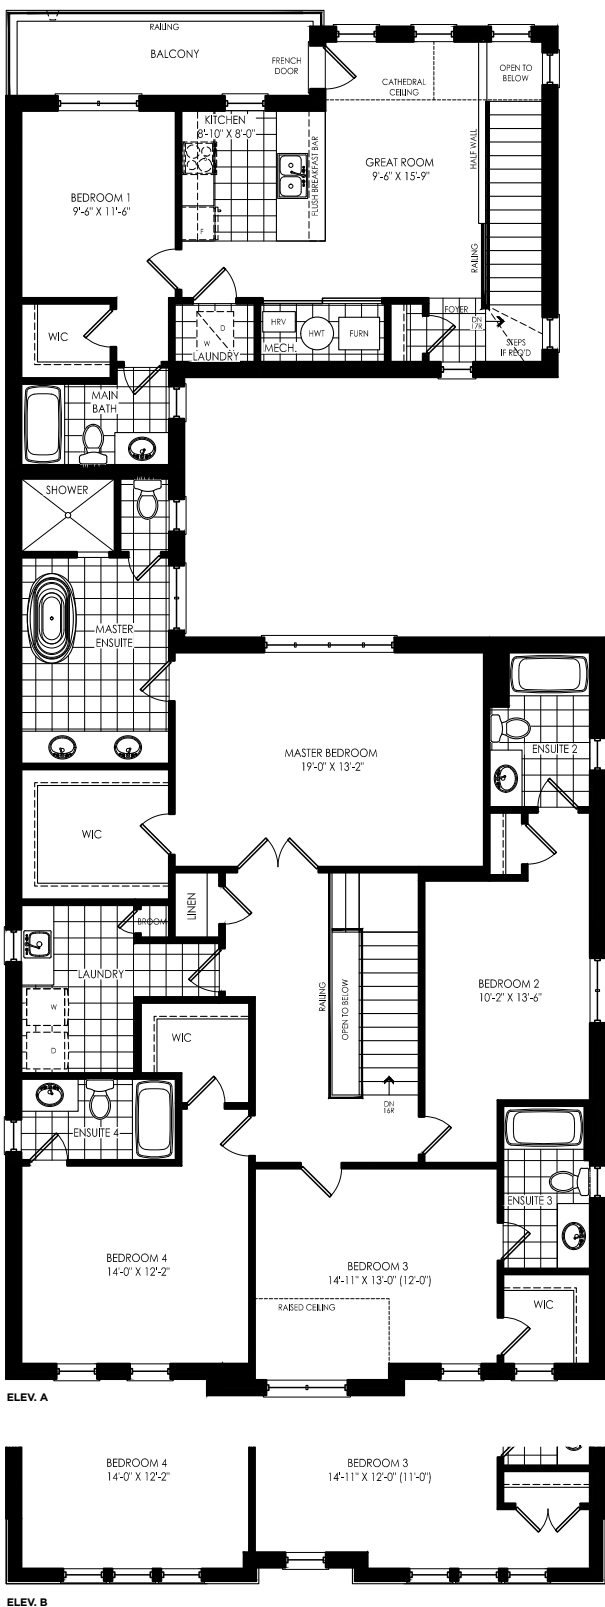 RAILING
BALCONY
FRENCH
DOOR
CATHEDRAL
CEILING
OPEN TO
BELOW
KITCHEN
8'-10" X 8'-0"
FLUSH BREAKFAST BAR
GREAT ROOM
9'-6" X 15'-9"
HALF WALL
BEDROOM 1
9'-6" X 11'-6"
F
RAILING
WIC
D
W
LAUNDRY
HRV
HWT
FURN
MECH.
FOYER
DN
17R
STEPS
IF REQ'D
MAIN
BATH
SHOWER
MASTER
ENSUITE
MASTER BEDROOM
19'-0" X 13'-2"
ENSUITE 2
WIC
LINEN
BROOM
LAUNDRY
W
D
RAILING
OPEN TO BELOW
BEDROOM 2
10'-2" X 13'-6"
WIC
DN
16R
ENSUITE 4
ENSUITE 3
BEDROOM 4
14'-0" X 12'-2"
BEDROOM 3
14'-11" X 13'-0" (12'-0")
RAISED CEILING
WIC
ELEV. A
BEDROOM 4
14'-0" X 12'-2"
BEDROOM 3
14'-11" X 12'-0" (11'-0")
ELEV. B